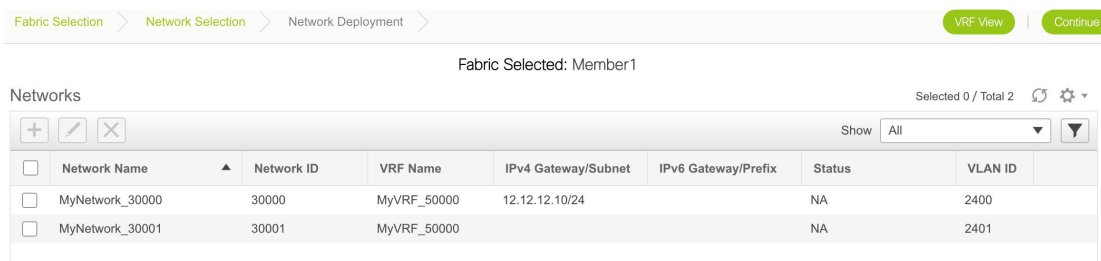 Fabric Selection Network Selection Network Deployment VRF View Continue
Fabric Selected: Member1
Networks Selected 0 / Total 2
Show All
Network Name Network ID VRF Name IPv4 Gateway/Subnet IPv6 Gateway/Prefix Status VLAN ID
MyNetwork_30000 30000 MyVRF_50000 12.12.12.10/24 NA 2400
MyNetwork_30001 30001 MyVRF_50000 NA 2401